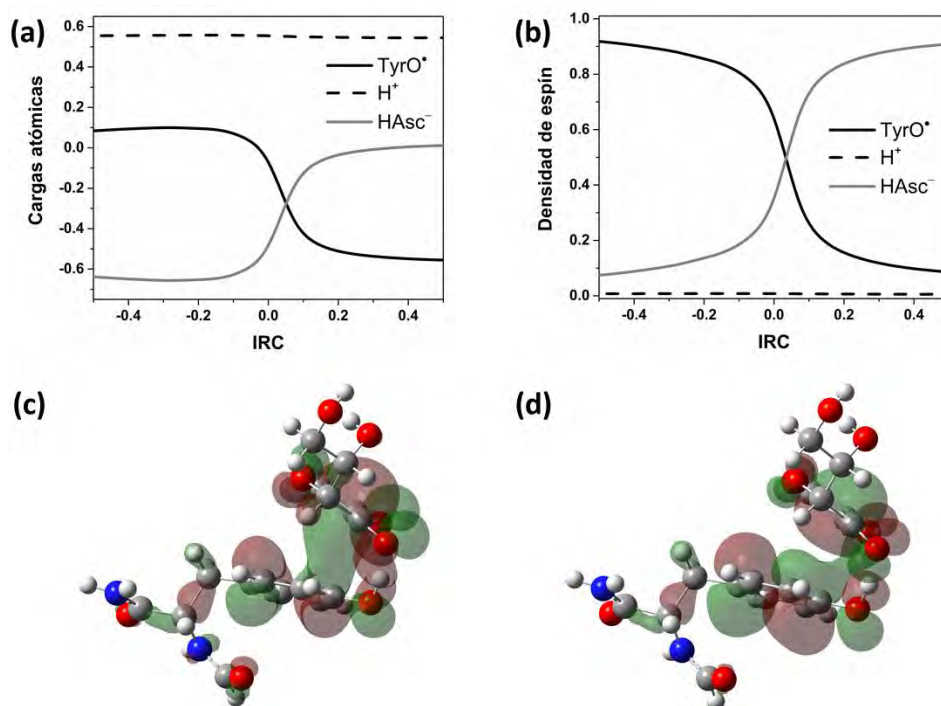 (a)
Cargas atómicas
0.6
0.4
0.2
0.0
-0.2
-0.4
-0.6
TyrO•
H⁺
HAsc⁻
-0.4
-0.2
0.0
0.2
0.4
IRC
(b)
Densidad de espín
1.0
0.8
0.6
0.4
0.2
0.0
TyrO•
H⁺
HAsc⁻
-0.4
-0.2
0.0
0.2
0.4
IRC
(c)
(d)